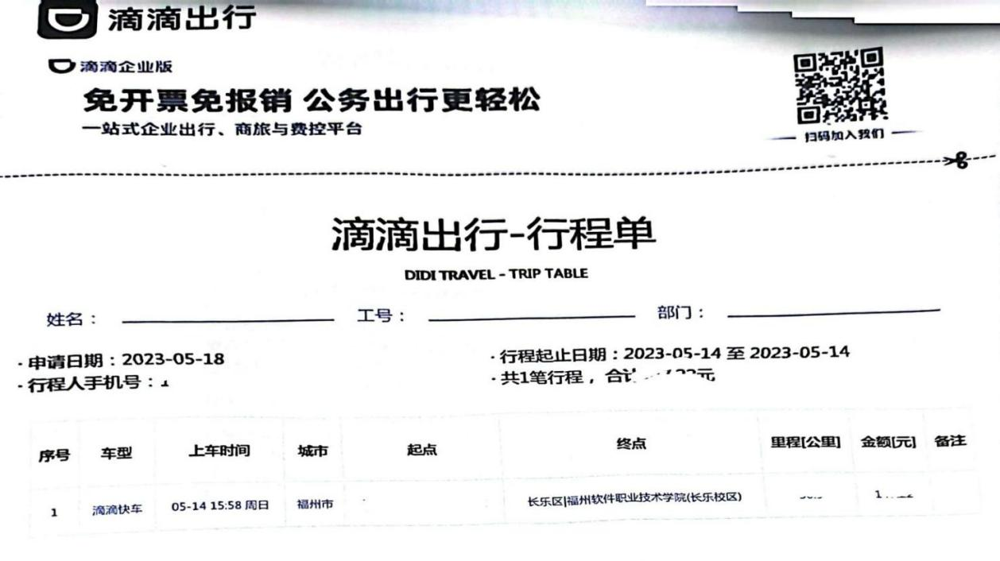 滴滴出行
滴滴企业版
免开票免报销 公务出行更轻松
一站式企业出行、商旅与费控平台
扫码加入我们
滴滴出行-行程单
DIDI TRAVEL - TRIP TABLE
姓名： 工号： 部门：
·申请日期：2023-05-18 ·行程起止日期：2023-05-14 至 2023-05-14
·行程人手机号： ·共1笔行程，合计 元
序号 车型 上车时间 城市 起点 终点 里程[公里] 金额[元] 备注
1 滴滴快车 05-14 15:58 周日 福州市 长乐区|福州软件职业技术学院(长乐校区)